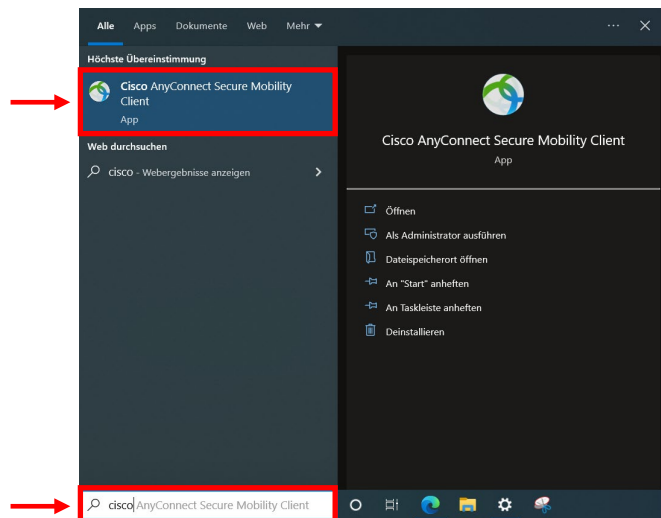 Alle Apps Dokumente Web Mehr
Höchste Übereinstimmung
Cisco AnyConnect Secure Mobility
Client
App
Web durchsuchen
cisco - Webergebnisse anzeigen
Cisco AnyConnect Secure Mobility Client
App
Öffnen
Als Administrator ausführen
Dateispeicherort öffnen
An "Start" anheften
An Taskleiste anheften
Deinstallieren
cisco AnyConnect Secure Mobility Client